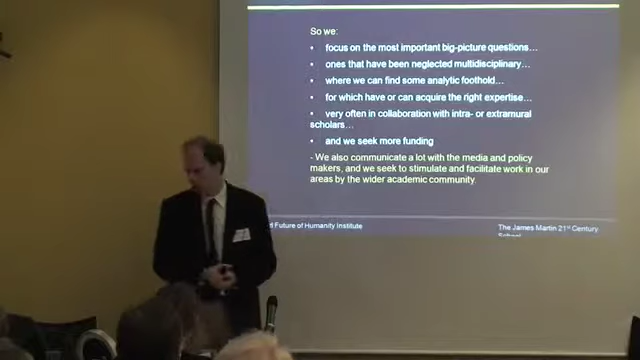 So we:
• focus on the most important big-picture questions…
• ones that have been neglected multidisciplinary…
• where we can find some analytic foothold…
• for which have or can acquire the right expertise…
• very often in collaboration with intra- or extramural
scholars…
• and we seek more funding
- We also communicate a lot with the media and policy
makers, and we seek to stimulate and facilitate work in our
areas by the wider academic community.
Future of Humanity Institute
The James Martin 21st Century
School